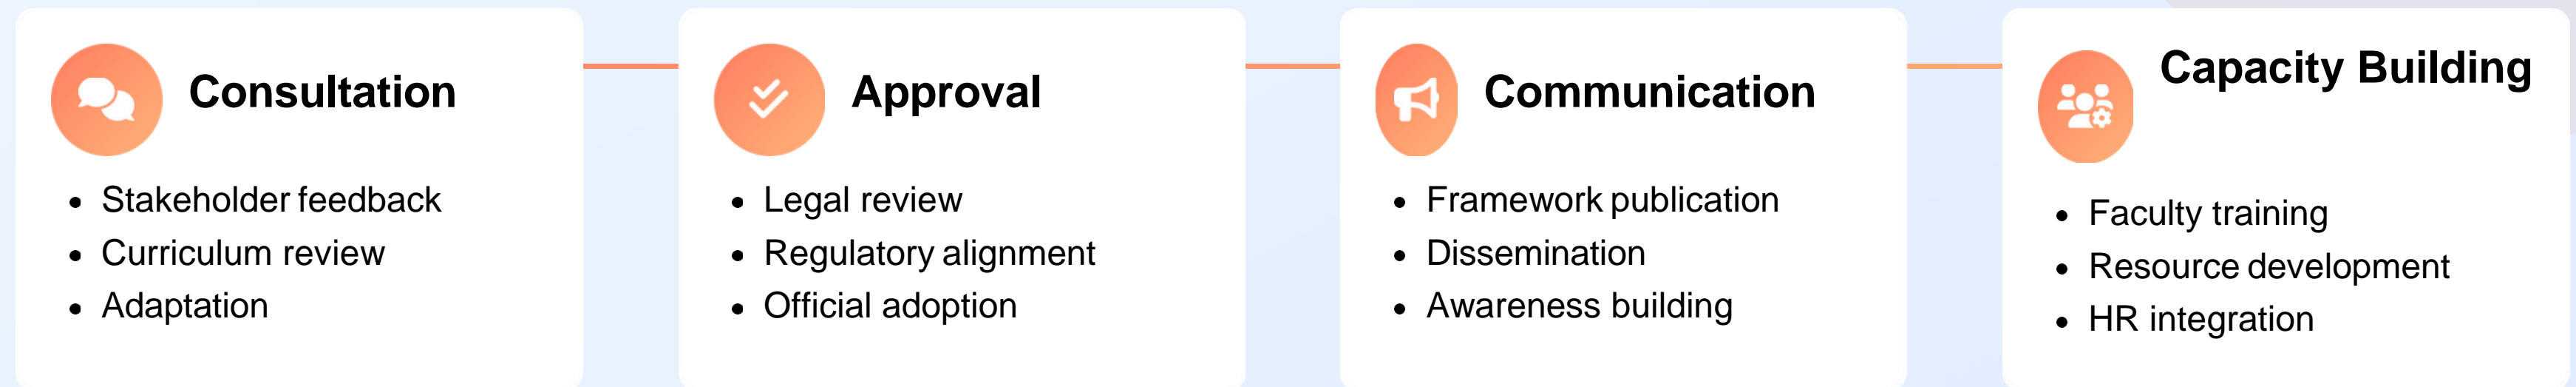 Consultation
• Stakeholder feedback
• Curriculum review
• Adaptation
Approval
• Legal review
• Regulatory alignment
• Official adoption
Communication
• Framework publication
• Dissemination
• Awareness building
Capacity Building
• Faculty training
• Resource development
• HR integration